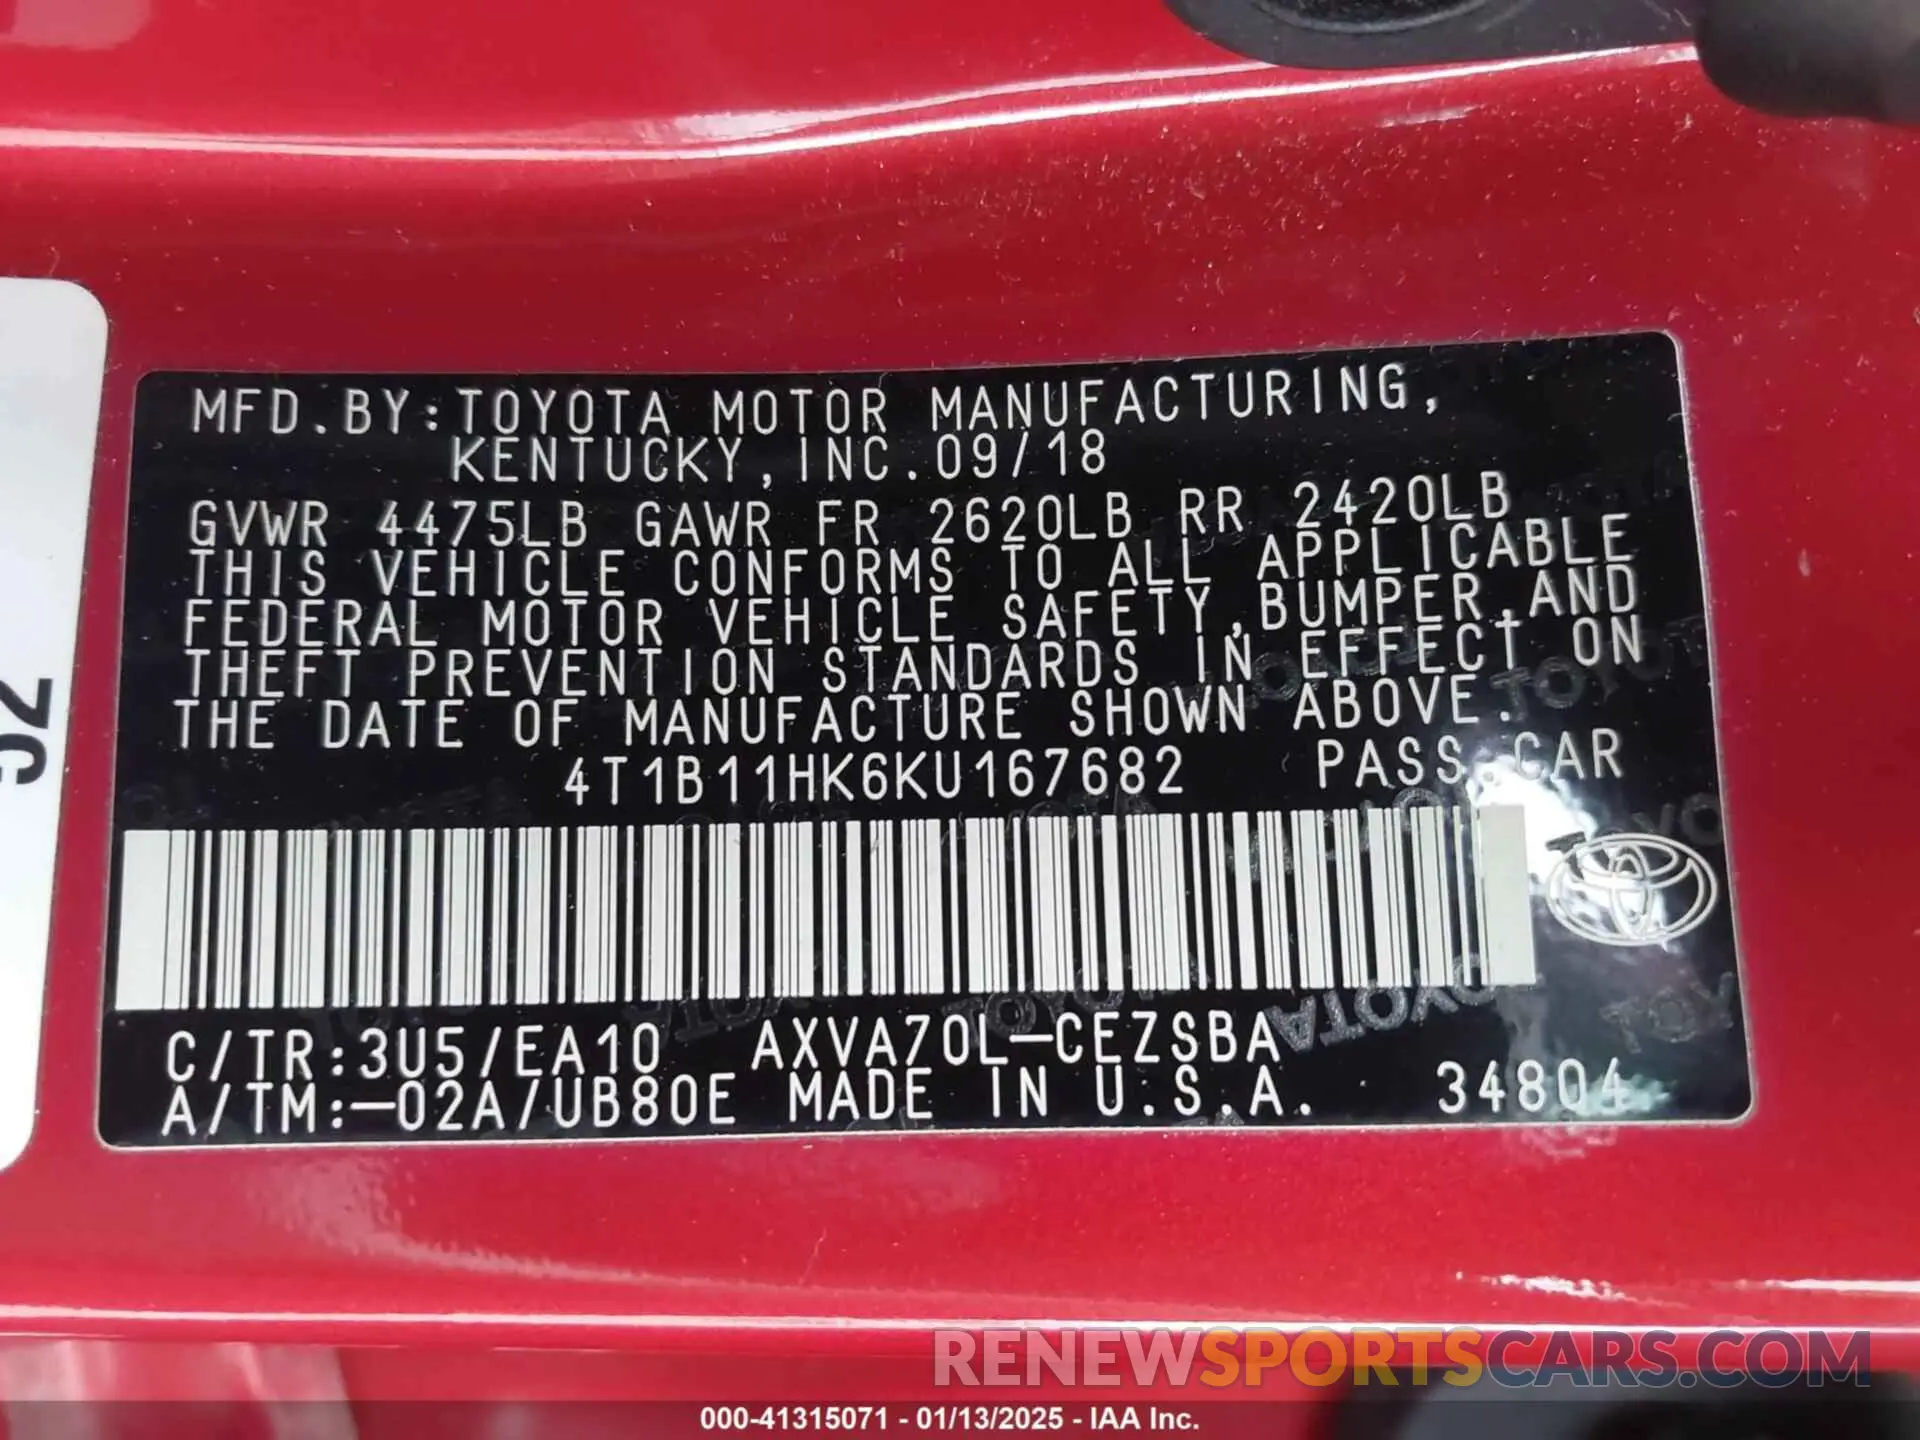 MFD.BY:TOYOTA MOTOR MANUFACTURING,
KENTUCKY,INC.09/18
GVWR 4475LB GAWR FR 2620LB RR 2420LB
THIS VEHICLE CONFORMS TO ALL APPLICABLE
FEDERAL MOTOR VEHICLE SAFETY,BUMPER,AND
THEFT PREVENTION STANDARDS IN EFFECT ON
THE DATE OF MANUFACTURE SHOWN ABOVE.
4T1B11HK6KU167682 PASS.CAR
C/TR:3U5/EA10 AXVA70L-CEZSBA
A/TM:-02A/UB80E MADE IN U.S.A. 34804
RENEWSPORTSCARS.COM
000-41315071 - 01/13/2025 - IAA Inc.